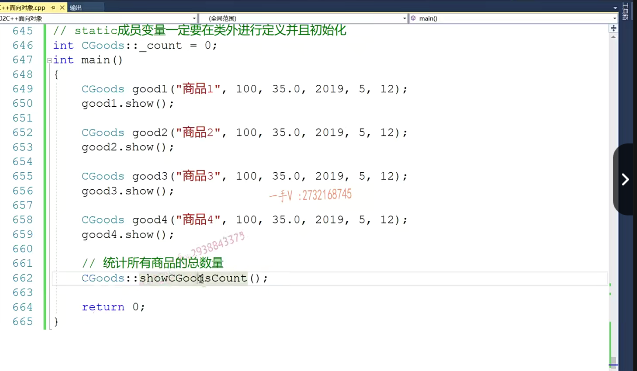 C++面向对象.cpp
输出
J2C++面向对象
(全局范围)
main()
645 // static成员变量一定要在类外进行定义并且初始化
646 int CGoods::_count = 0;
647 int main()
648 {
649 CGoods good1("商品1", 100, 35.0, 2019, 5, 12);
650 good1.show();
651
652 CGoods good2("商品2", 100, 35.0, 2019, 5, 12);
653 good2.show();
654
655 CGoods good3("商品3", 100, 35.0, 2019, 5, 12);
656 good3.show();
一手V :2732168745
657
658 CGoods good4("商品4", 100, 35.0, 2019, 5, 12);
659 good4.show();
2938843375
660
661 // 统计所有商品的总数量
662 CGoods::showCGoodsCount();
663
664 return 0;
665 }